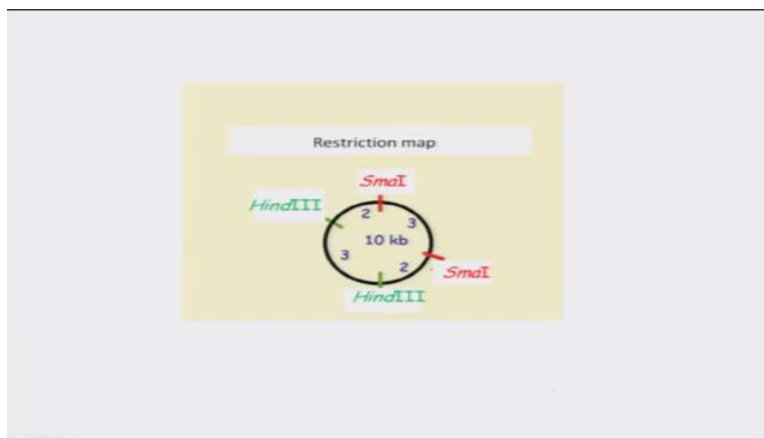 Restriction map
SmaI
HindIII
2
3
10 kb
3
2
SmaI
HindIII